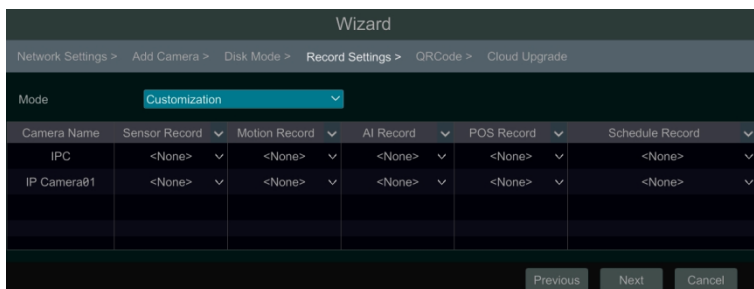 Wizard
Network Settings > Add Camera > Disk Mode > Record Settings > QRCode > Cloud Upgrade
Mode Customization
Camera Name Sensor Record Motion Record AI Record POS Record Schedule Record
IPC <None> <None> <None> <None> <None>
IP Camera01 <None> <None> <None> <None> <None>
Previous Next Cancel